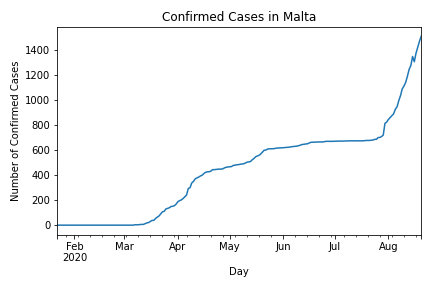 Confirmed Cases in Malta
Number of Confirmed Cases
1400
1200
1000
800
600
400
200
0
Feb Mar Apr May Jun Jul Aug
2020
Day